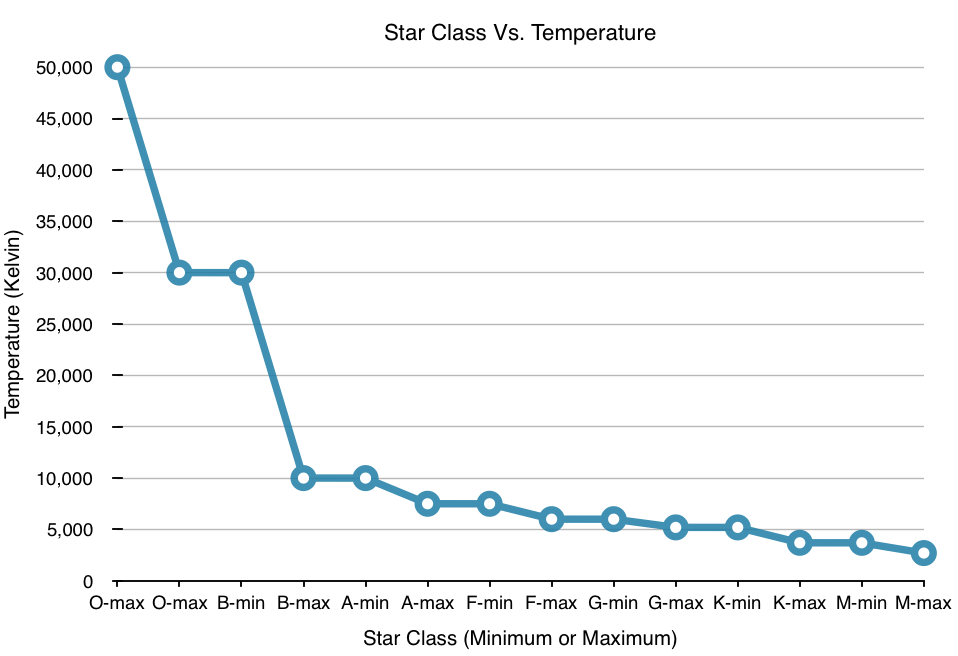 Star Class Vs. Temperature
50,000
45,000
40,000
35,000
30,000
25,000
20,000
15,000
10,000
5,000
0
Temperature (Kelvin)
O-max O-max B-min B-max A-min A-max F-min F-max G-min G-max K-min K-max M-min M-max
Star Class (Minimum or Maximum)